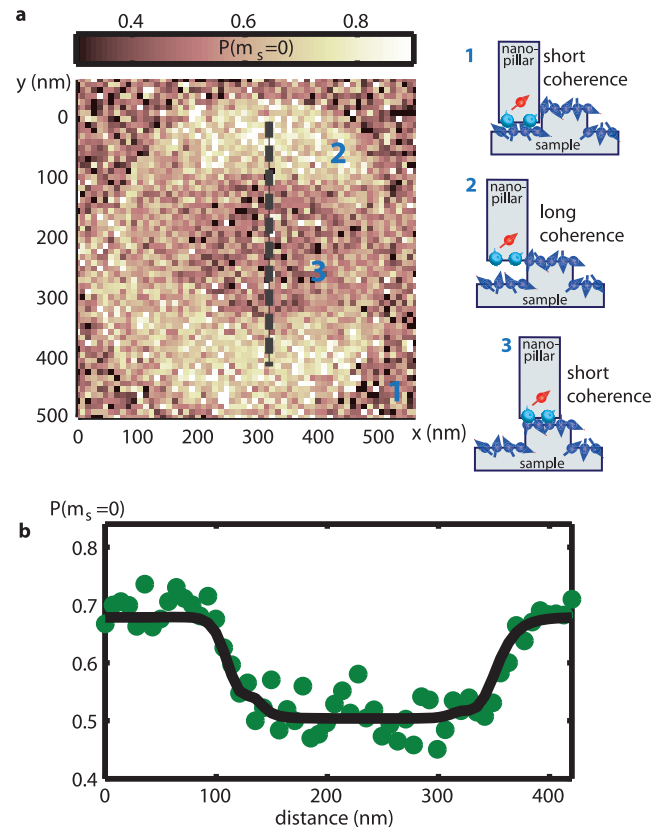 a
0.4 0.6 0.8
P(mₛ=0)
y (nm)
0
100
200
300
400
500
0 100 200 300 400 500 x (nm)
1
2
3
1
nano-
pillar
short
coherence
sample
2
nano-
pillar
long
coherence
sample
3
nano-
pillar
short
coherence
sample
b
P(mₛ=0)
0.8
0.7
0.6
0.5
0.4
0 100 200 300 400
distance (nm)